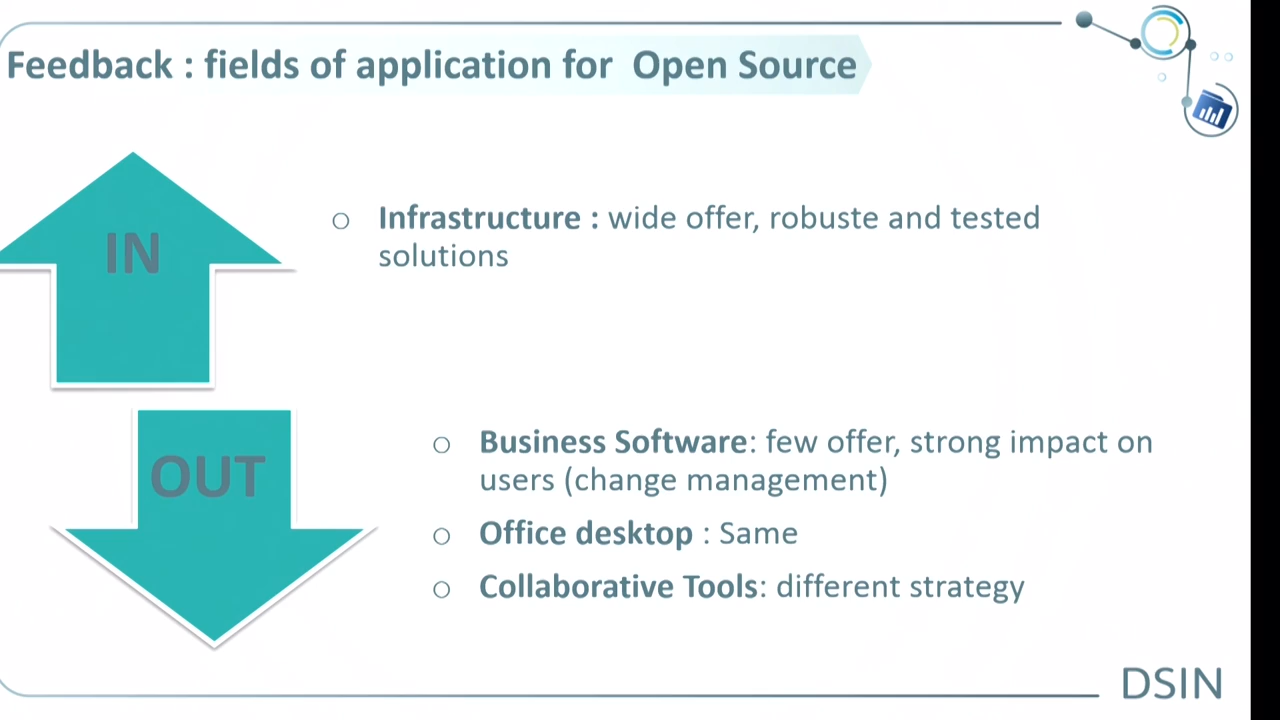 Feedback : fields of application for Open Source
IN
Infrastructure : wide offer, robuste and tested
solutions
OUT
Business Software: few offer, strong impact on
users (change management)
Office desktop : Same
Collaborative Tools: different strategy
DSIN